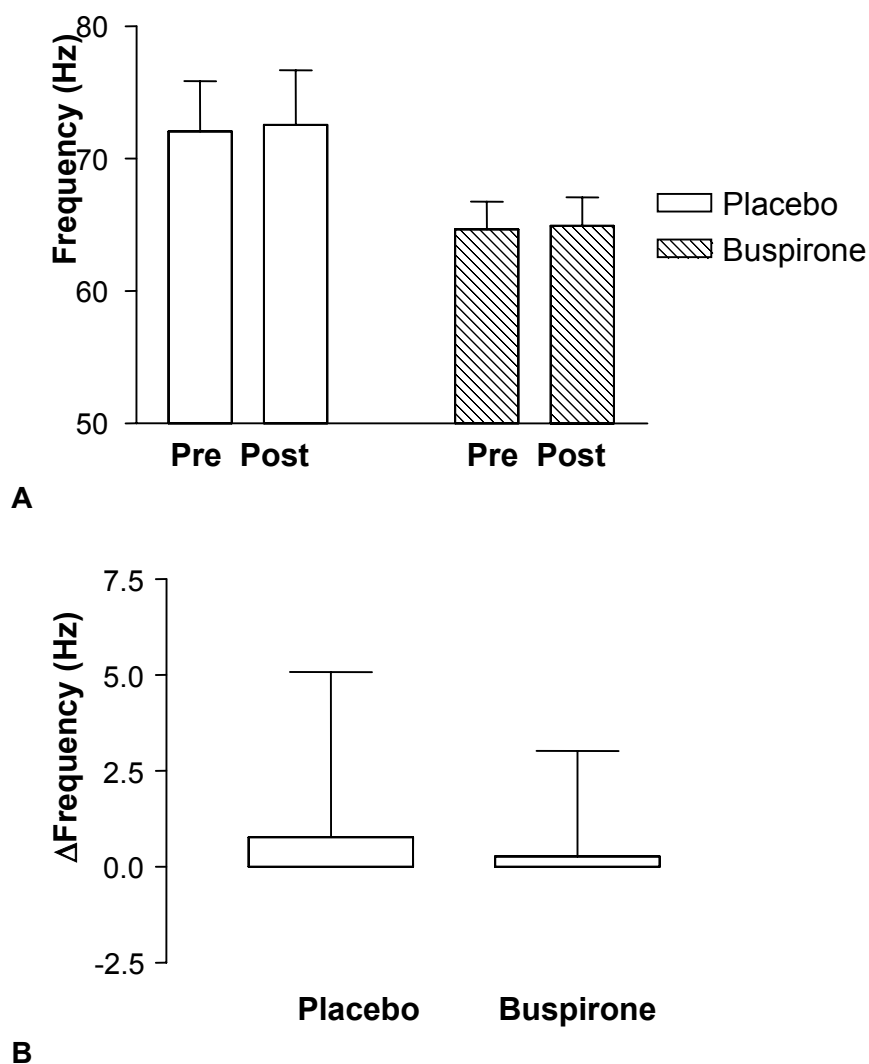 80
Frequency (Hz)
70
60
50
Placebo
Buspirone
Pre Post
Pre Post
A
7.5
ΔFrequency (Hz)
5.0
2.5
0.0
-2.5
Placebo
Buspirone
B